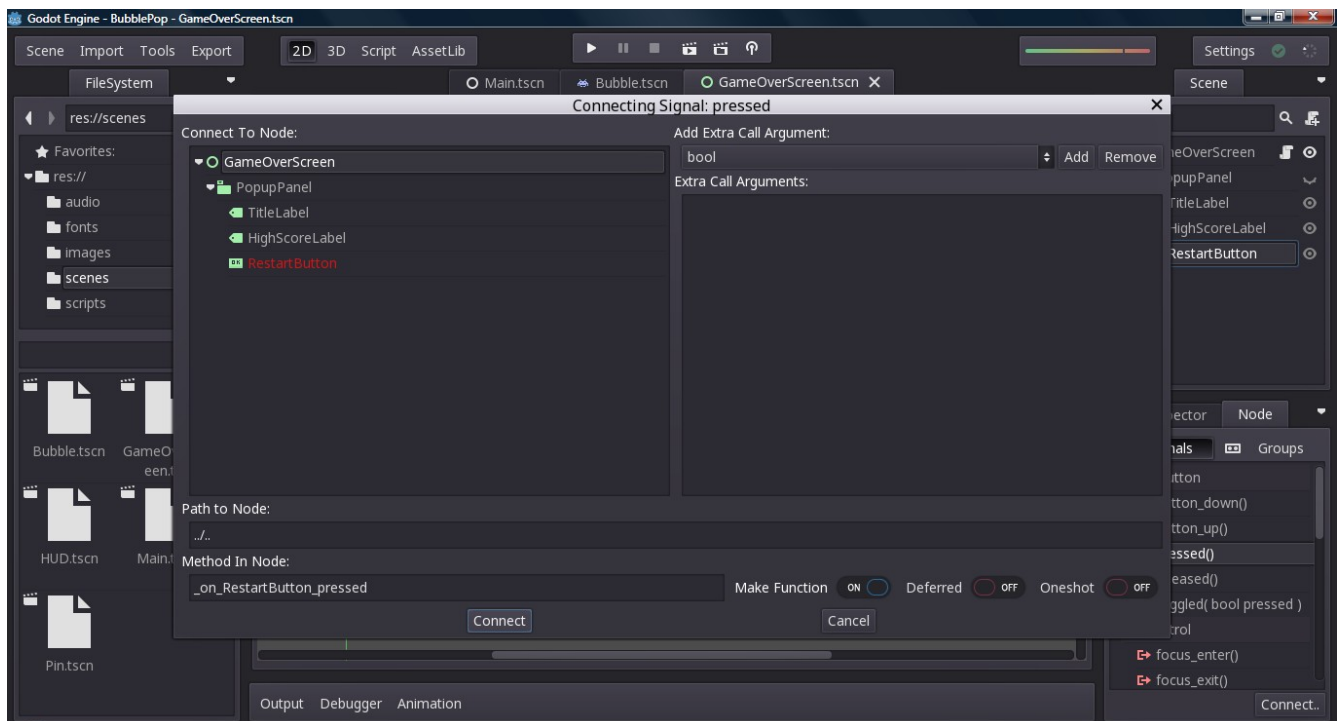 Godot Engine - BubblePop - GameOverScreen.tscn
Scene Import Tools Export 2D 3D Script AssetLib Settings
FileSystem Main.tscn Bubble.tscn GameOverScreen.tscn Scene
Connecting Signal: pressed
res://scenes
Connect To Node: Add Extra Call Argument:
Favorites: GameOverScreen bool Add Remove neOverScreen
res:// PopupPanel Extra Call Arguments: opupPanel
audio TitleLabel TitleLabel
fonts HighScoreLabel HighScoreLabel
images RestartButton RestartButton
scenes
scripts
pector Node
Bubble.tscn GameO nals Groups
een.t utton
tton_down()
Path to Node:
../.. tton_up()
HUD.tscn Main.t Method In Node: essed()
_on_RestartButton_pressed Make Function ON Deferred OFF Oneshot OFF eased()
ggled( bool pressed )
Connect Cancel trol
focus_enter()
Pin.tscn
focus_exit()
Output Debugger Animation Connect..